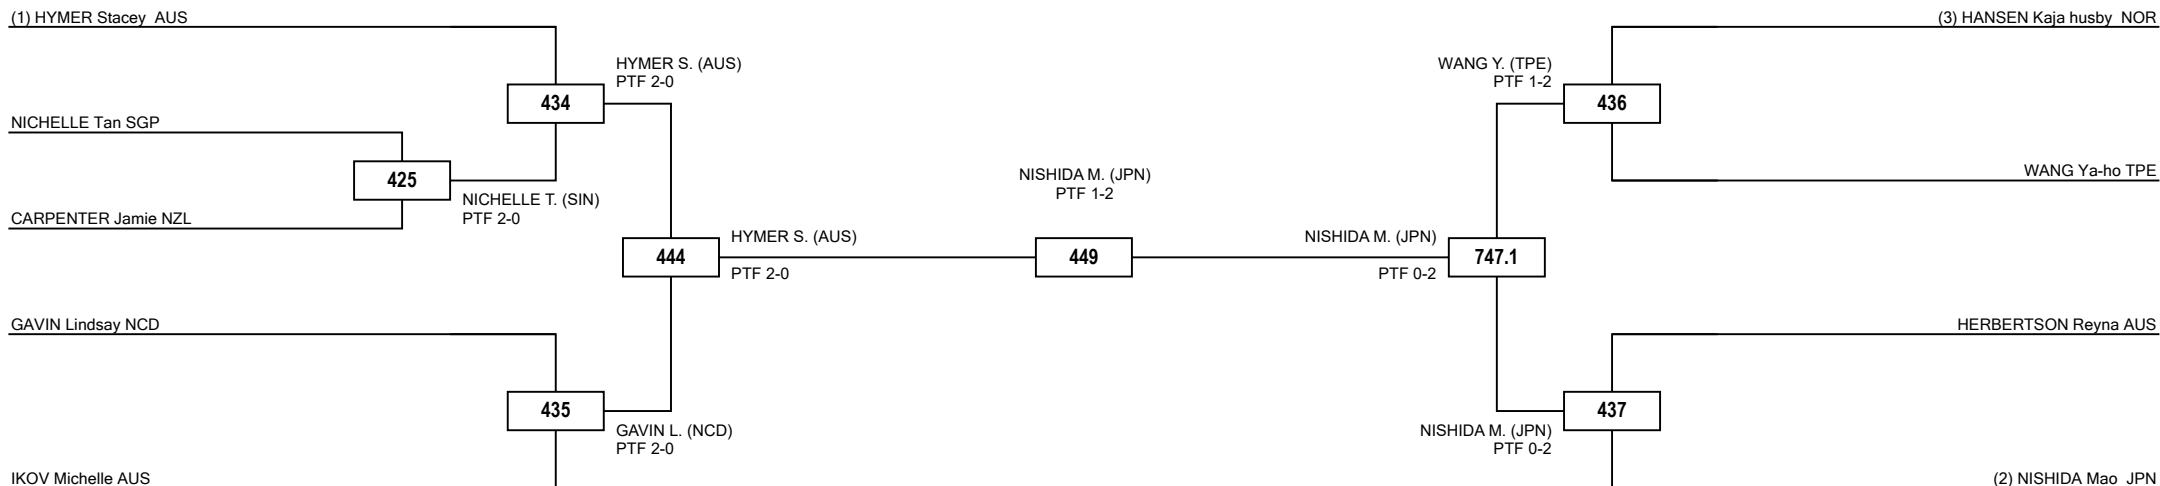 (1) HYMER Stacey  AUS
(3) HANSEN Kaja husby  NOR
HYMER S. (AUS)
PTF 2-0
WANG Y. (TPE)
PTF 1-2
434
436
NICHELLE Tan SGP
425
NISHIDA M. (JPN)
PTF 1-2
WANG Ya-ho TPE
NICHELLE T. (SIN)
PTF 2-0
CARPENTER Jamie NZL
HYMER S. (AUS)
NISHIDA M. (JPN)
444
449
747.1
PTF 2-0
PTF 0-2
GAVIN Lindsay NCD
HERBERTSON Reyna AUS
435
437
GAVIN L. (NCD)
PTF 2-0
NISHIDA M. (JPN)
PTF 0-2
IKOV Michelle AUS
(2) NISHIDA Mao  JPN